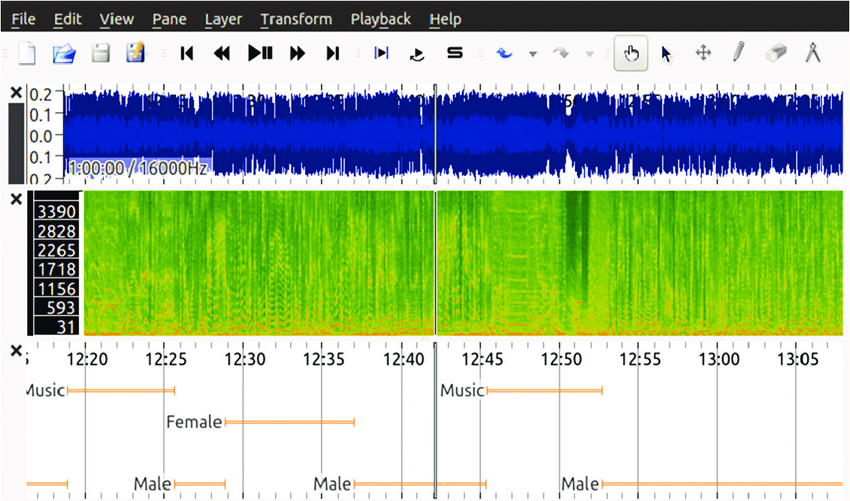 File Edit View Pane Layer Transform Playback Help
0.2
0.1
0.0
0.1
0.2
1:00:00 / 16000Hz
12:55
3390
2828
2265
1718
1156
593
31
12:20 12:25 12:30 12:35 12:40 12:45 12:50 12:55 13:00 13:05
Music Music
Female
Male Male Male